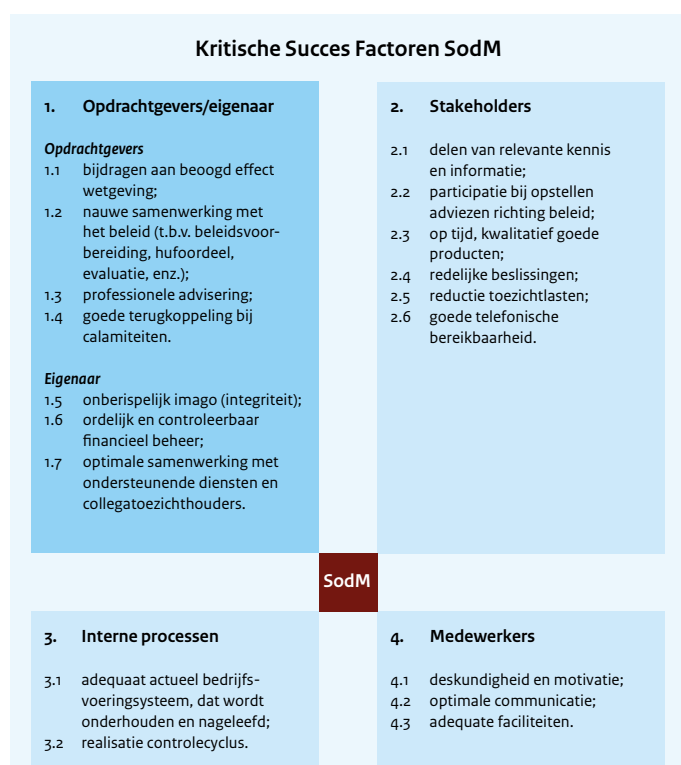 Kritische Succes Factoren SodM
1. Opdrachtgevers/eigenaar
Opdrachtgevers
1.1 bijdragen aan beoogd effect
wetgeving;
1.2 nauwe samenwerking met
het beleid (t.b.v. beleidsvoor-
bereiding, hufoordeel,
evaluatie, enz.);
1.3 professionele advisering;
1.4 goede terugkoppeling bij
calamiteiten.
Eigenaar
1.5 onberispelijk imago (integriteit);
1.6 ordelijk en controleerbaar
financieel beheer;
1.7 optimale samenwerking met
ondersteunende diensten en
collegatoezichthouders.
2. Stakeholders
2.1 delen van relevante kennis
en informatie;
2.2 participatie bij opstellen
adviezen richting beleid;
2.3 op tijd, kwalitatief goede
producten;
2.4 redelijke beslissingen;
2.5 reductie toezichtlasten;
2.6 goede telefonische
bereikbaarheid.
SodM
3. Interne processen
3.1 adequaat actueel bedrijfs-
voeringsysteem, dat wordt
onderhouden en nageleefd;
3.2 realisatie controlecyclus.
4. Medewerkers
4.1 deskundigheid en motivatie;
4.2 optimale communicatie;
4.3 adequate faciliteiten.